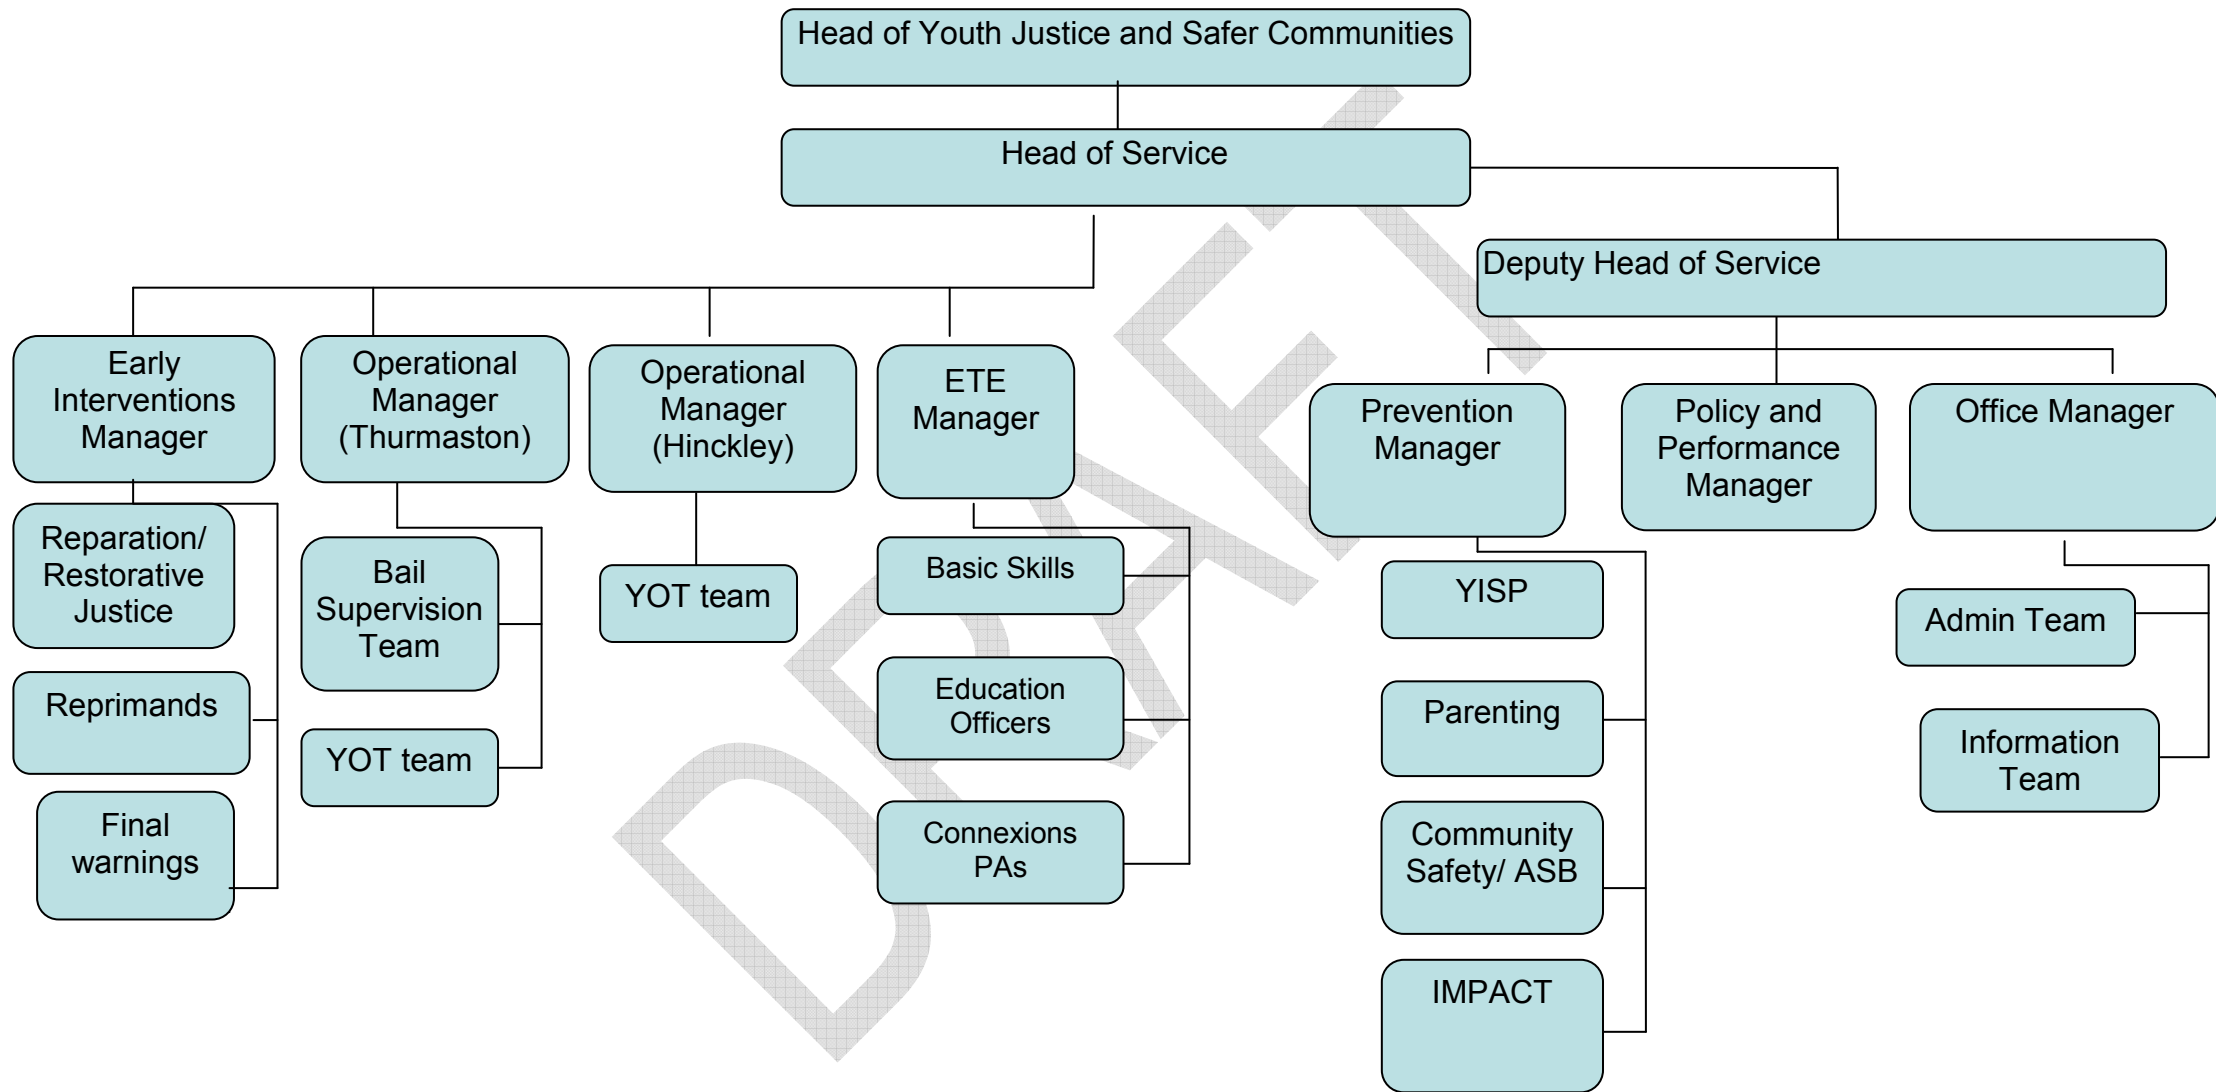 Head of Youth Justice and Safer Communities
Head of Service
Deputy Head of Service
Early
Interventions
Manager
Operational
Manager
(Thurmaston)
Operational
Manager
(Hinckley)
ETE
Manager
Prevention
Manager
Policy and
Performance
Manager
Office Manager
Reparation/
Restorative
Justice
Reprimands
Final
warnings
Bail
Supervision
Team
YOT team
YOT team
Basic Skills
Education
Officers
Connexions
PAs
YISP
Parenting
Community
Safety/ ASB
IMPACT
Admin Team
Information
Team
DRAFT